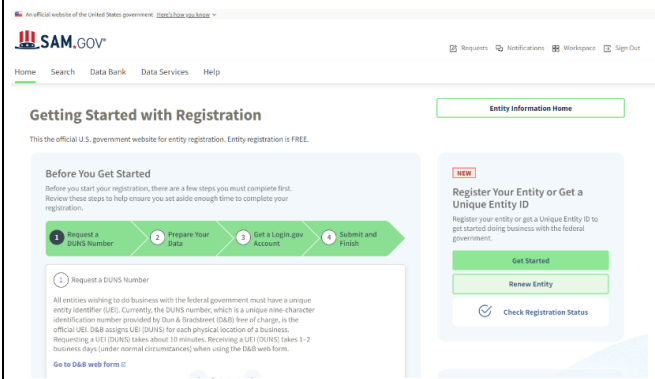 An official website of the United States government Here's how you know
SAM.GOV®
Requests Notifications Workspace Sign Out
Home Search Data Bank Data Services Help
Getting Started with Registration
Entity Information Home
This the official U.S. government website for entity registration. Entity registration is FREE.
Before You Get Started
Before you start your registration, there are a few steps you must complete first.
Review these steps to help ensure you set aside enough time to complete your
registration.
1 Request a DUNS Number
2 Prepare Your Data
3 Get a Login.gov Account
4 Submit and Finish
1 Request a DUNS Number
All entities wishing to do business with the federal government must have a unique
entity identifier (UEI). Currently, the DUNS number, which is a unique nine-character
identification number provided by Dun & Bradstreet (D&B) free of charge, is the
official UEI. D&B assigns UEI (DUNS) for each physical location of a business.
Requesting a UEI (DUNS) takes about 10 minutes. Receiving a UEI (DUNS) takes 1–2
business days (under normal circumstances) when using the D&B web form.
Go to D&B web form
NEW
Register Your Entity or Get a
Unique Entity ID
Register your entity or get a Unique Entity ID to
get started doing business with the federal
government.
Get Started
Renew Entity
Check Registration Status